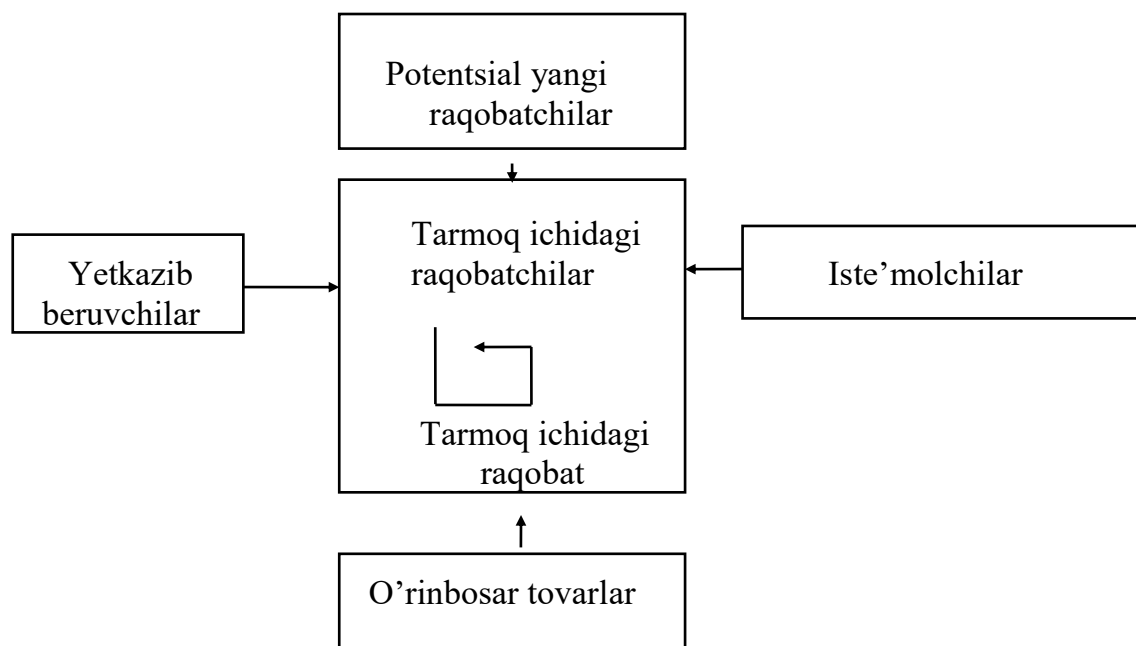 Potentsial yangi
raqobatchilar
Tarmoq ichidagi
raqobatchilar
Yetkazib
beruvchilar
Iste’molchilar
Tarmoq ichidagi
raqobat
O’rinbosar tovarlar